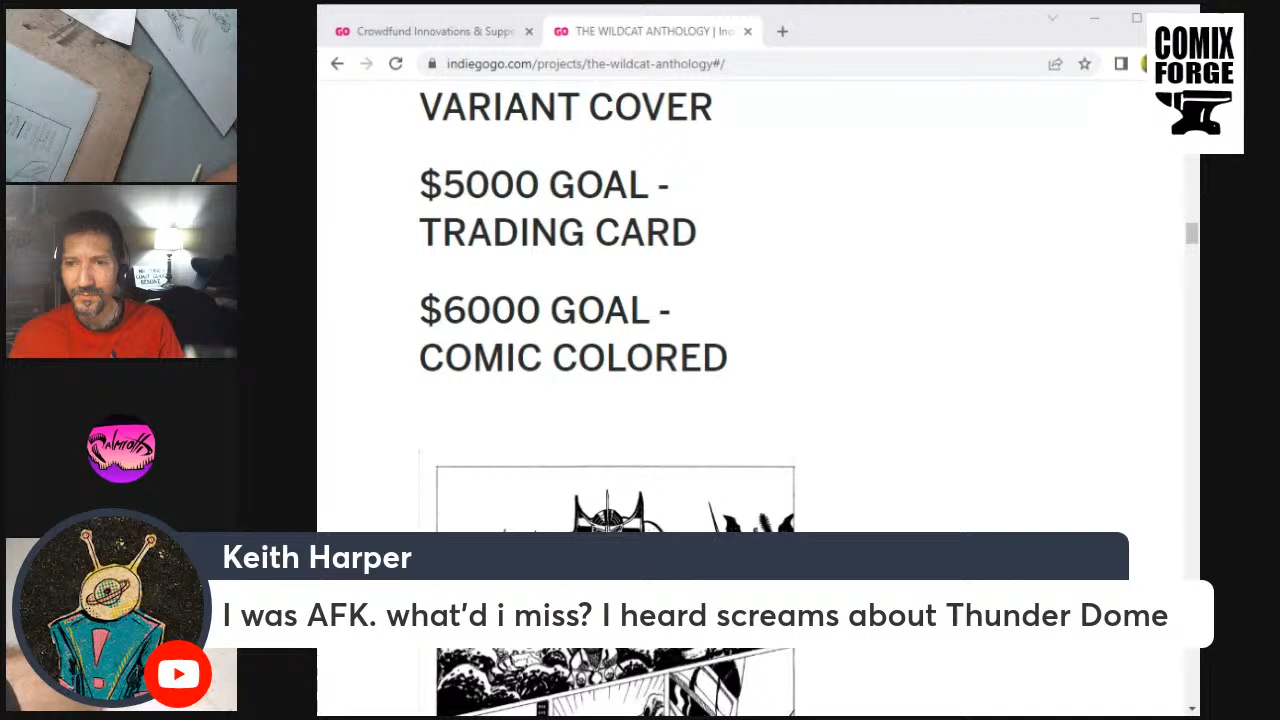 Crowdfund Innovations & Suppo
THE WILDCAT ANTHOLOGY | Ind
indiegogo.com/projects/the-wildcat-anthology#/
COMIX
FORGE
VARIANT COVER
$5000 GOAL -
TRADING CARD
$6000 GOAL -
COMIC COLORED
Keith Harper
I was AFK. what'd i miss? I heard screams about Thunder Dome